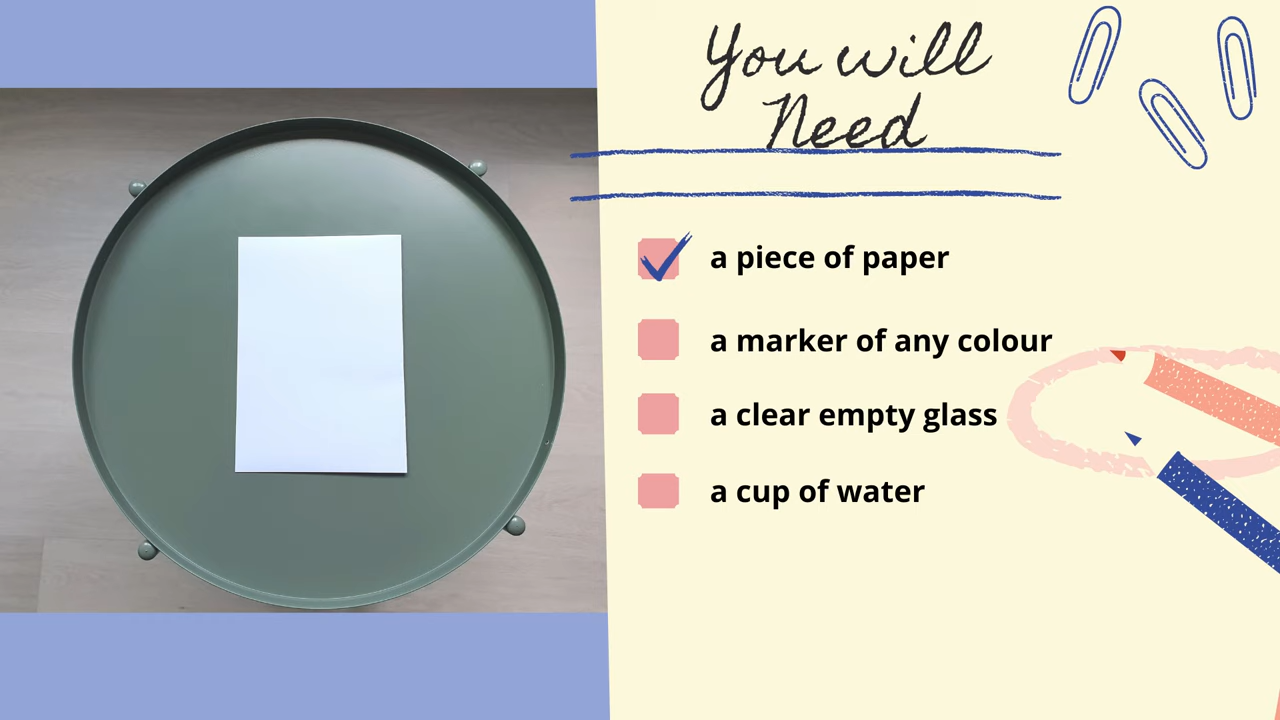 You will
Need
a piece of paper
a marker of any colour
a clear empty glass
a cup of water